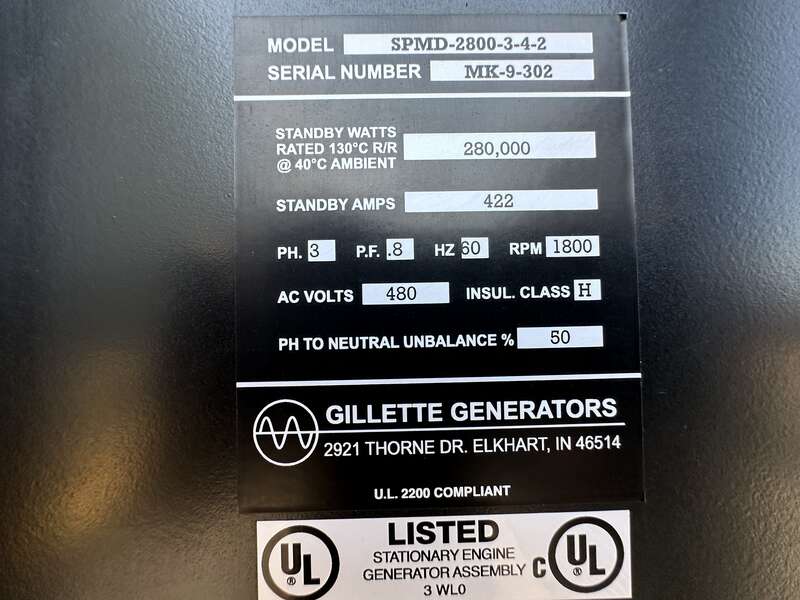 MODEL SPMD-2800-3-4-2
SERIAL NUMBER MK-9-302
STANDBY WATTS
RATED 130°C R/R 280,000
@ 40°C AMBIENT
STANDBY AMPS 422
PH. 3 P.F. .8 HZ 60 RPM 1800
AC VOLTS 480 INSUL. CLASS H
PH TO NEUTRAL UNBALANCE % 50
GILLETTE GENERATORS
2921 THORNE DR. ELKHART, IN 46514
U.L. 2200 COMPLIANT
LISTED
UL ® STATIONARY ENGINE C UL ®
GENERATOR ASSEMBLY
3 WL0